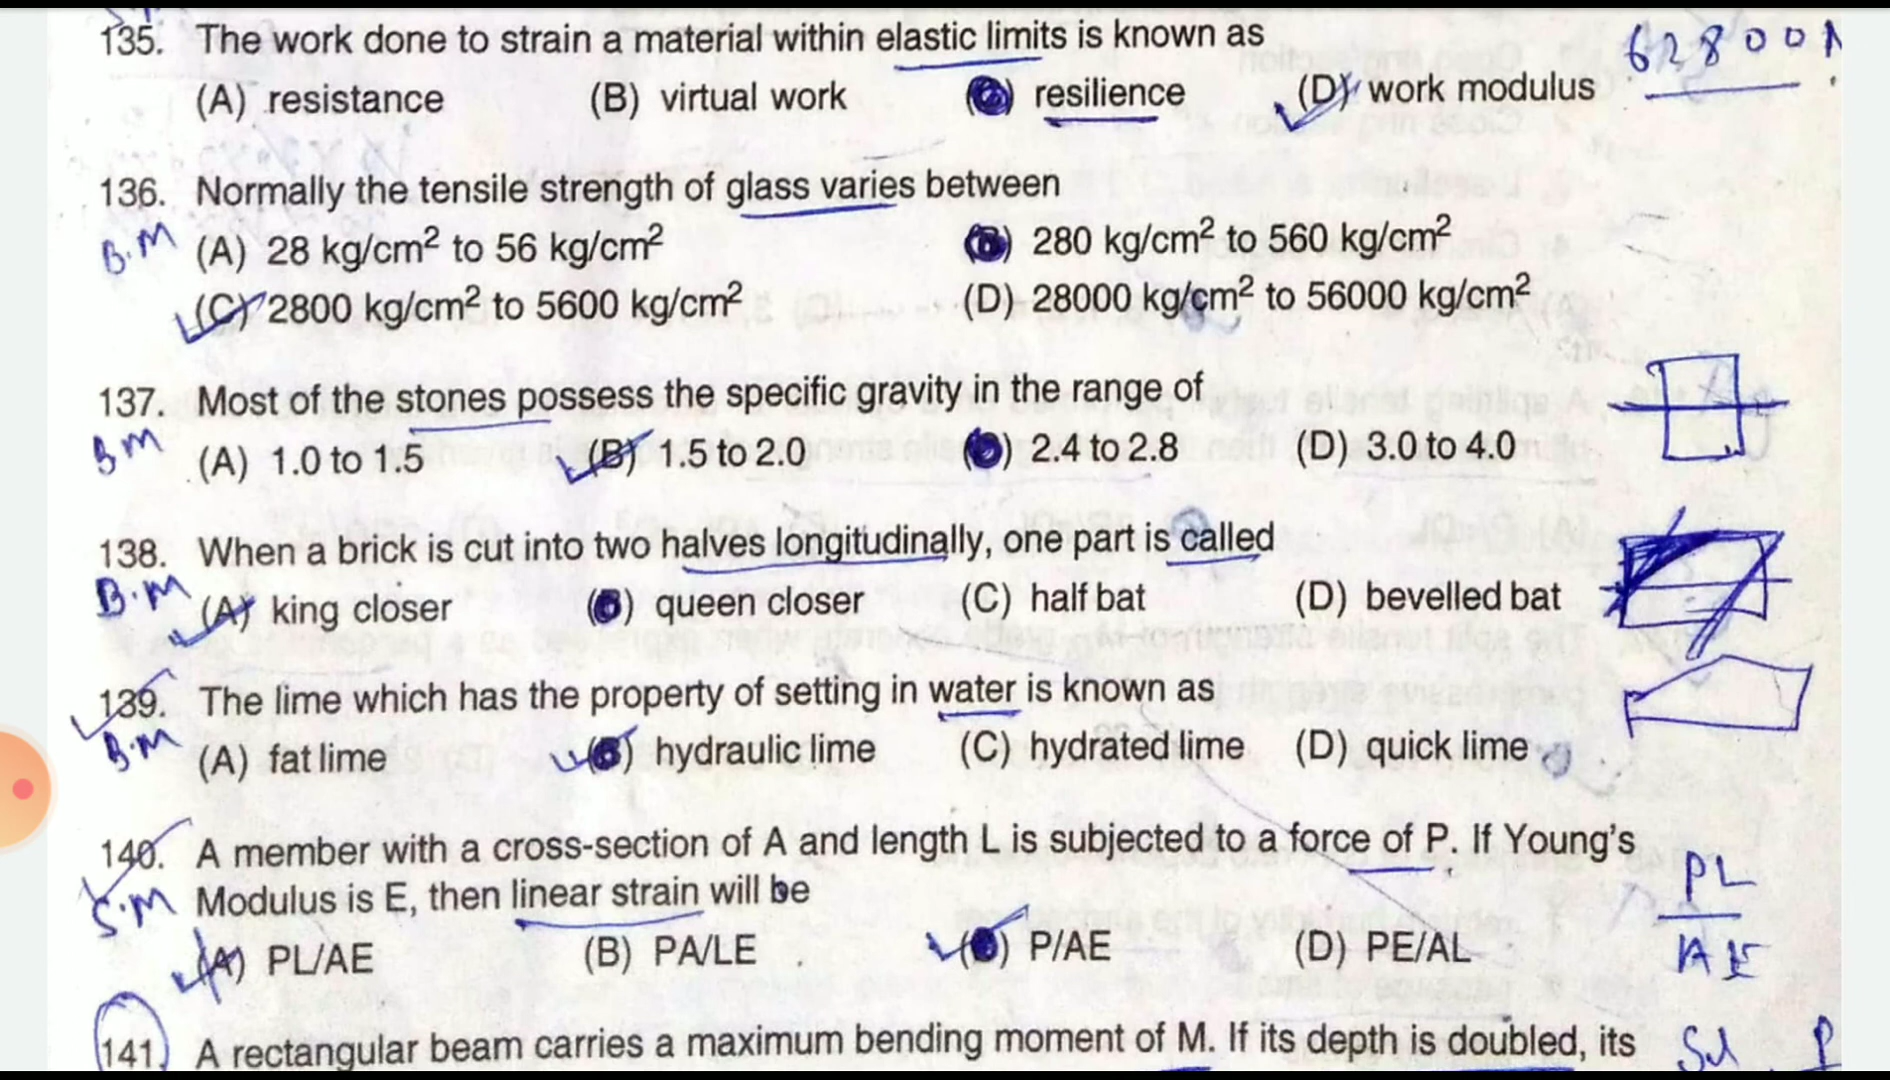 135. The work done to strain a material within elastic limits is known as
62800N
(A) resistance (B) virtual work (C) resilience (D) work modulus
136. Normally the tensile strength of glass varies between
B.M
(A) 28 kg/cm² to 56 kg/cm² (B) 280 kg/cm² to 560 kg/cm²
(C) 2800 kg/cm² to 5600 kg/cm² (D) 28000 kg/cm² to 56000 kg/cm²
137. Most of the stones possess the specific gravity in the range of
BM
(A) 1.0 to 1.5 (B) 1.5 to 2.0 (C) 2.4 to 2.8 (D) 3.0 to 4.0
138. When a brick is cut into two halves longitudinally, one part is called
B.M
(A) king closer (B) queen closer (C) half bat (D) bevelled bat
139. The lime which has the property of setting in water is known as
B.M
(A) fat lime (B) hydraulic lime (C) hydrated lime (D) quick lime
140. A member with a cross-section of A and length L is subjected to a force of P. If Young's
S.M Modulus is E, then linear strain will be
PL
AE
(A) PL/AE (B) PA/LE (C) P/AE (D) PE/AL
141. A rectangular beam carries a maximum bending moment of M. If its depth is doubled, its